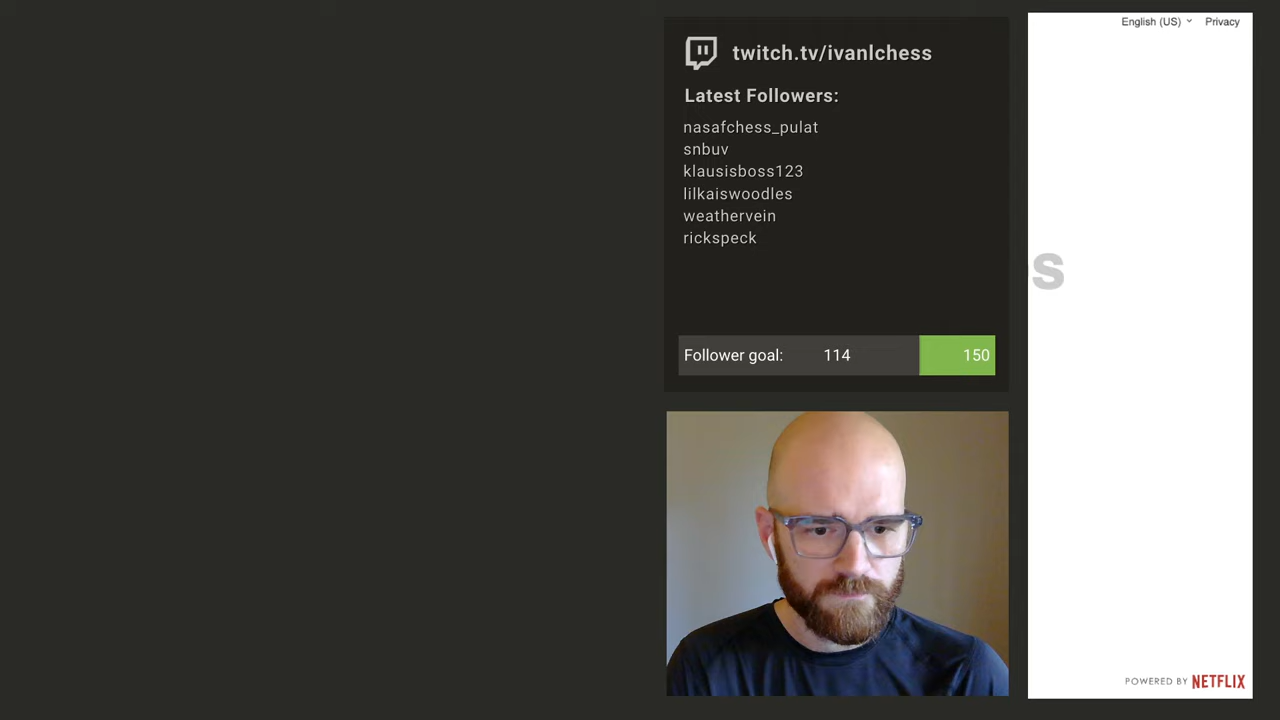 twitch.tv/ivanlchess
Latest Followers:
nasafchess_pulat
snbuv
klausisboss123
lilkaiswoodles
weathervein
rickspeck
Follower goal: 114 150
English (US) Privacy
s
POWERED BY NETFLIX